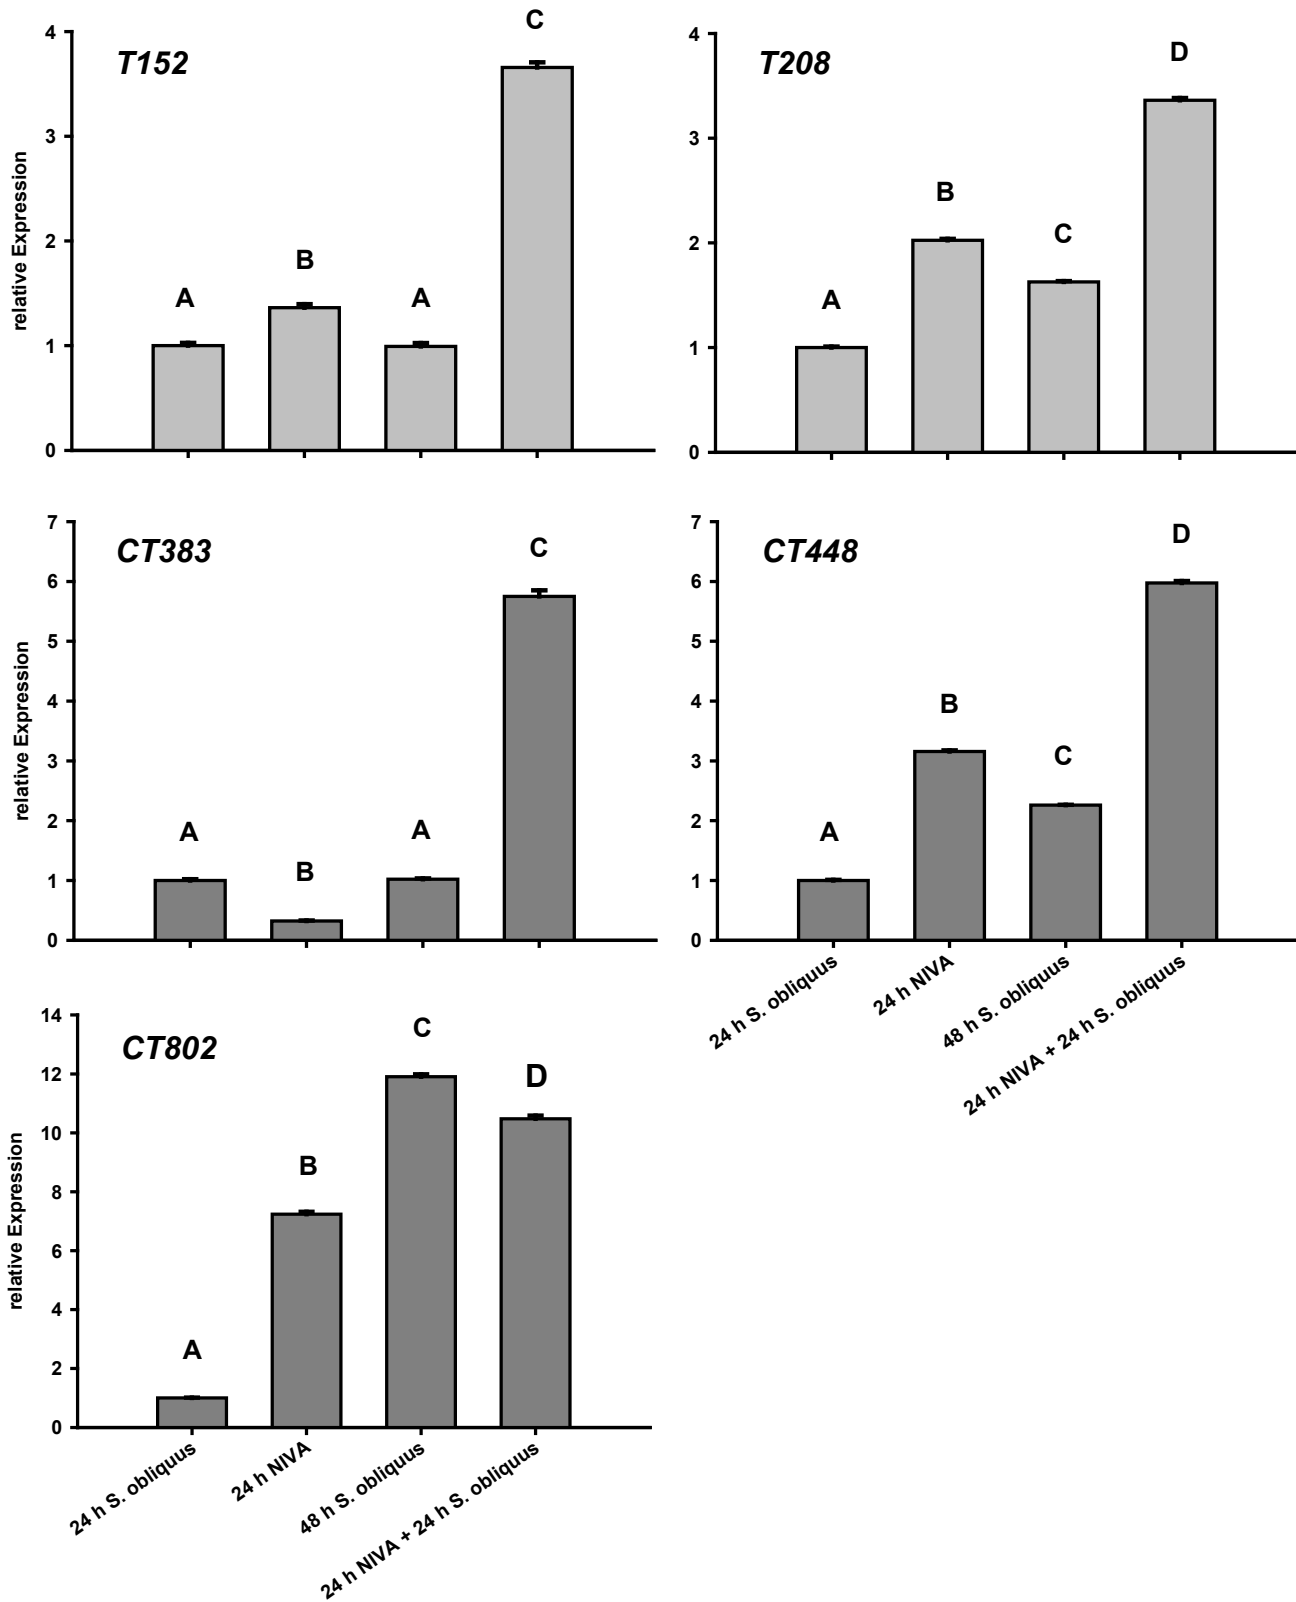 T152
relative Expression
4
3
2
1
0
A
B
A
C
T208
4
3
2
1
0
A
B
C
D
CT383
relative Expression
7
6
5
4
3
2
1
0
A
B
A
C
CT448
7
6
5
4
3
2
1
0
A
B
C
D
24 h S. obliquus
24 h NIVA
48 h S. obliquus
24 h NIVA + 24 h S. obliquus
CT802
relative Expression
14
12
10
8
6
4
2
0
A
B
C
D
24 h S. obliquus
24 h NIVA
48 h S. obliquus
24 h NIVA + 24 h S. obliquus